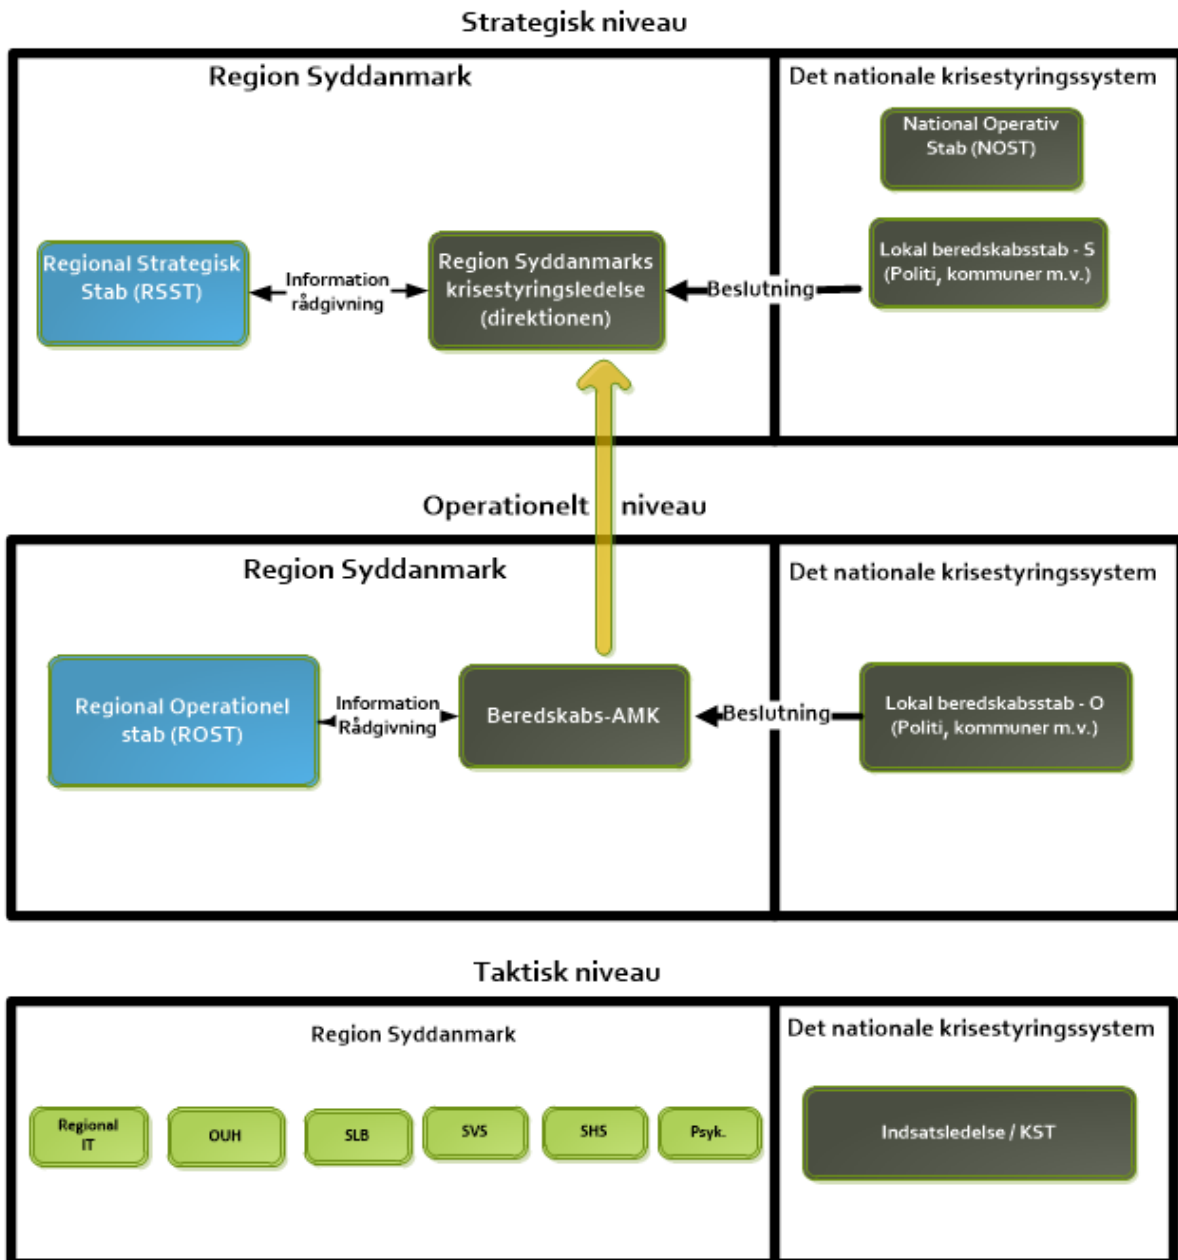 Strategisk niveau
Region Syddanmark
Det nationale krisestyringssystem
National Operativ
Stab (NOST)
Regional Strategisk
Stab (RSST)
Information
rådgivning
Region Syddanmarks
krisestyringsledelse
(direktionen)
Beslutning
Lokal beredskabsstab - S
(Politi, kommuner m.v.)
Operationelt niveau
Region Syddanmark
Det nationale krisestyringssystem
Regional Operationel
stab (ROST)
Information
Rådgivning
Beredskabs-AMK
Beslutning
Lokal beredskabsstab - O
(Politi, kommuner m.v.)
Taktisk niveau
Region Syddanmark
Det nationale krisestyringssystem
Regional
IT
OUH
SLB
SVS
SHS
Psyk.
Indsatsledelse / KST